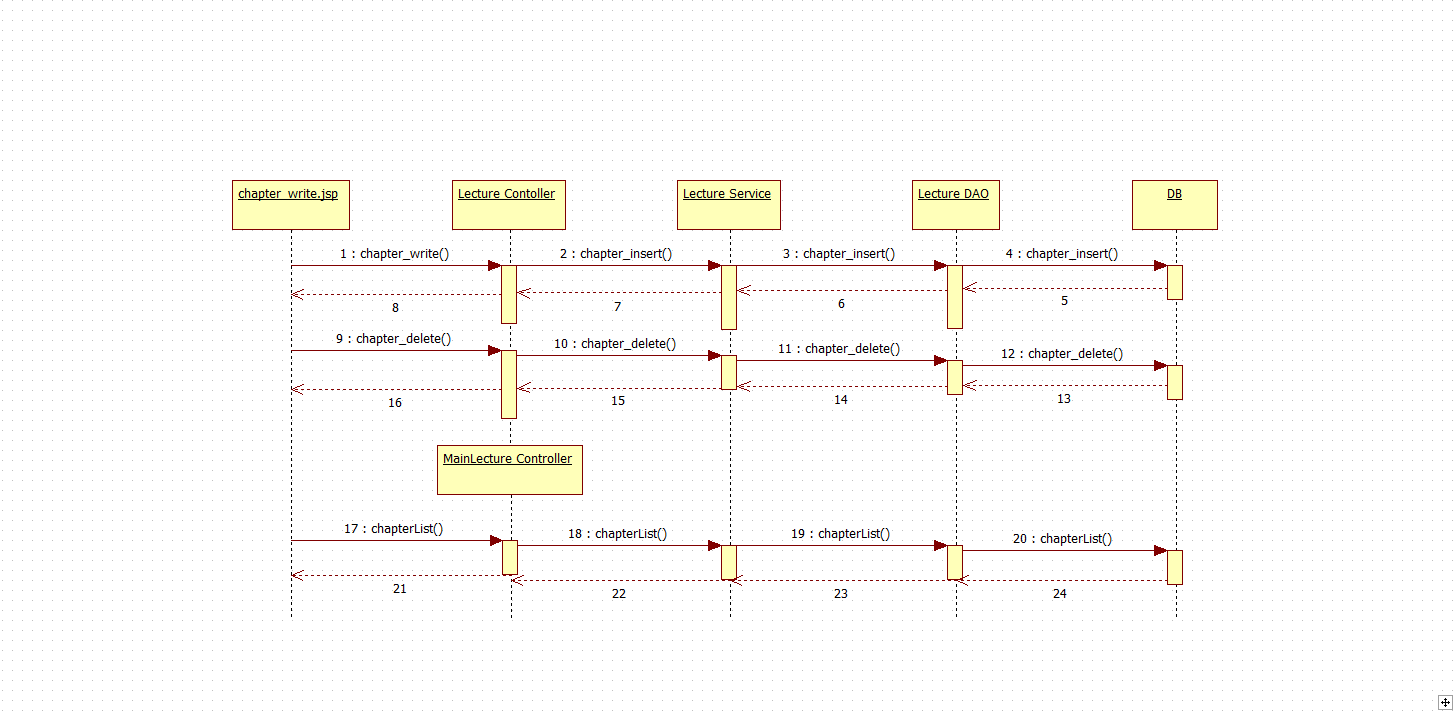 chapter_write.jsp
Lecture Contoller
Lecture Service
Lecture DAO
DB
1 : chapter_write()
2 : chapter_insert()
3 : chapter_insert()
4 : chapter_insert()
8
7
6
5
9 : chapter_delete()
10 : chapter_delete()
11 : chapter_delete()
12 : chapter_delete()
16
15
14
13
MainLecture Controller
17 : chapterList()
18 : chapterList()
19 : chapterList()
20 : chapterList()
21
22
23
24